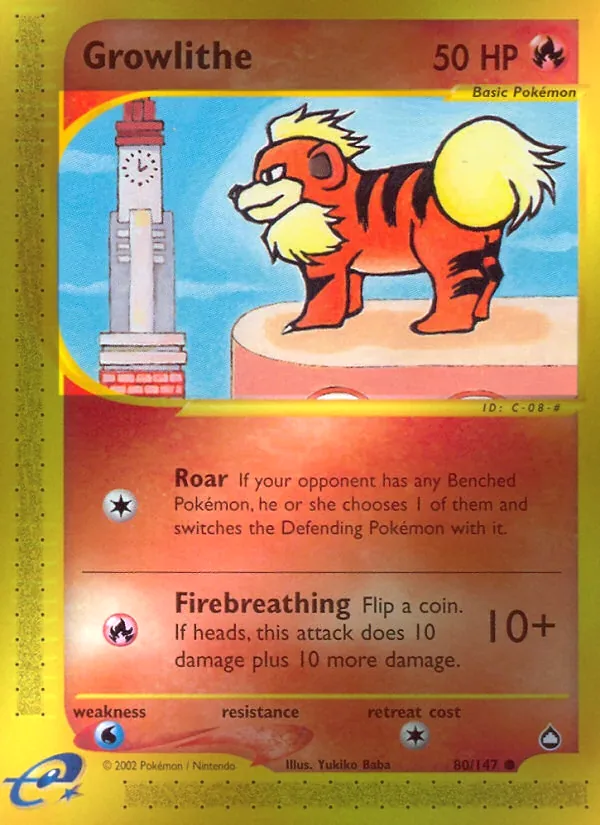 Growlithe 50 HP
Basic Pokémon
ID: C-08-#
Roar If your opponent has any Benched
Pokémon, he or she chooses 1 of them and
switches the Defending Pokémon with it.
Firebreathing Flip a coin.
If heads, this attack does 10
damage plus 10 more damage.
10+
weakness resistance retreat cost
© 2002 Pokémon / Nintendo Illus. Yukiko Baba 80/147
e